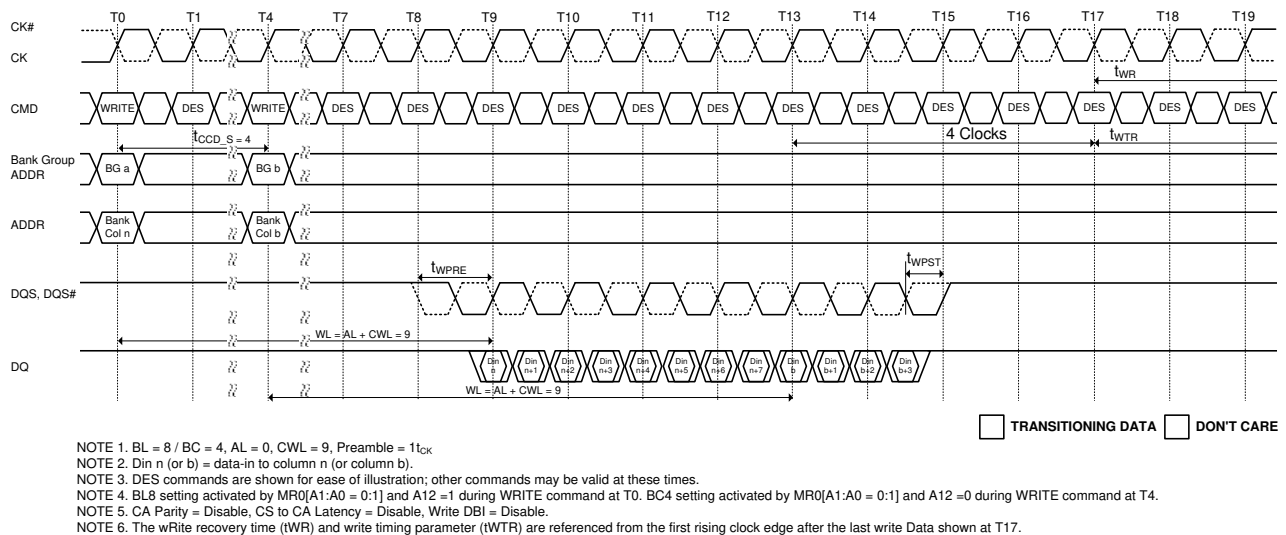 T0 T1 T4 T7 T8 T9 T10 T11 T12 T13 T14 T15 T16 T17 T18 T19
CK#
CK
tWR
CMD WRITE DES WRITE DES DES DES DES DES DES DES DES DES DES DES DES DES
tCCD_S = 4
4 Clocks
tWTR
Bank Group
ADDR
BG a BG b
ADDR
Bank
Col n
Bank
Col b
tWPRE tWPST
DQS, DQS#
WL = AL + CWL = 9
DQ
Din n
Din n+1
Din n+2
Din n+3
Din n+4
Din n+5
Din n+6
Din n+7
Din b
Din b+1
Din b+2
Din b+3
WL = AL + CWL = 9
TRANSITIONING DATA DON'T CARE
NOTE 1. BL = 8 / BC = 4, AL = 0, CWL = 9, Preamble = 1tCK
NOTE 2. Din n (or b) = data-in to column n (or column b).
NOTE 3. DES commands are shown for ease of illustration; other commands may be valid at these times.
NOTE 4. BL8 setting activated by MR0[A1:A0 = 0:1] and A12 =1 during WRITE command at T0. BC4 setting activated by MR0[A1:A0 = 0:1] and A12 =0 during WRITE command at T4.
NOTE 5. CA Parity = Disable, CS to CA Latency = Disable, Write DBI = Disable.
NOTE 6. The wRite recovery time (tWR) and write timing parameter (tWTR) are referenced from the first rising clock edge after the last write Data shown at T17.